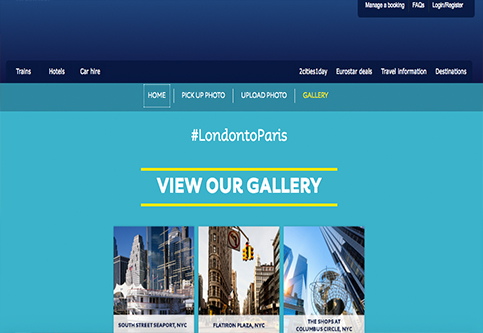 Manage a booking FAQs Login/Register
Trains Hotels Car hire 2cities1day Eurostar deals Travel information Destinations
HOME PICK UP PHOTO UPLOAD PHOTO GALLERY
#LondontoParis
VIEW OUR GALLERY
SOUTH STREET SEAPORT, NYC
FLATIRON PLAZA, NYC
THE SHOPS AT
COLUMBUS CIRCLE, NYC